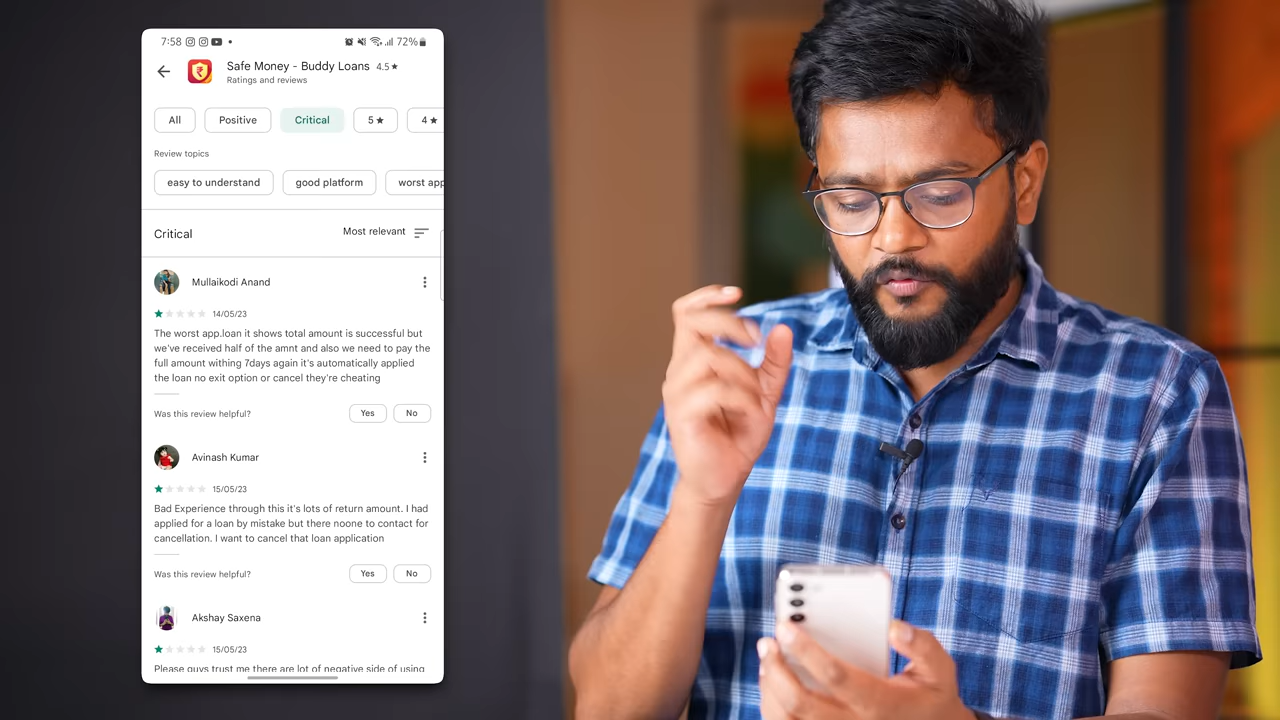 7:58
72%
Safe Money - Buddy Loans 4.5★
Ratings and reviews
All
Positive
Critical
5 ★
4 ★
Review topics
easy to understand
good platform
worst app
Critical
Most relevant
Mullaikodi Anand
14/05/23
The worst app.loan it shows total amount is successful but
we've received half of the amnt and also we need to pay the
full amount withing 7days again it's automatically applied
the loan no exit option or cancel they're cheating
Was this review helpful?
Yes
No
Avinash Kumar
15/05/23
Bad Experience through this it's lots of return amount. I had
applied for a loan by mistake but there noone to contact for
cancellation. I want to cancel that loan application
Was this review helpful?
Yes
No
Akshay Saxena
15/05/23
Please guys trust me there are lot of negative side of using